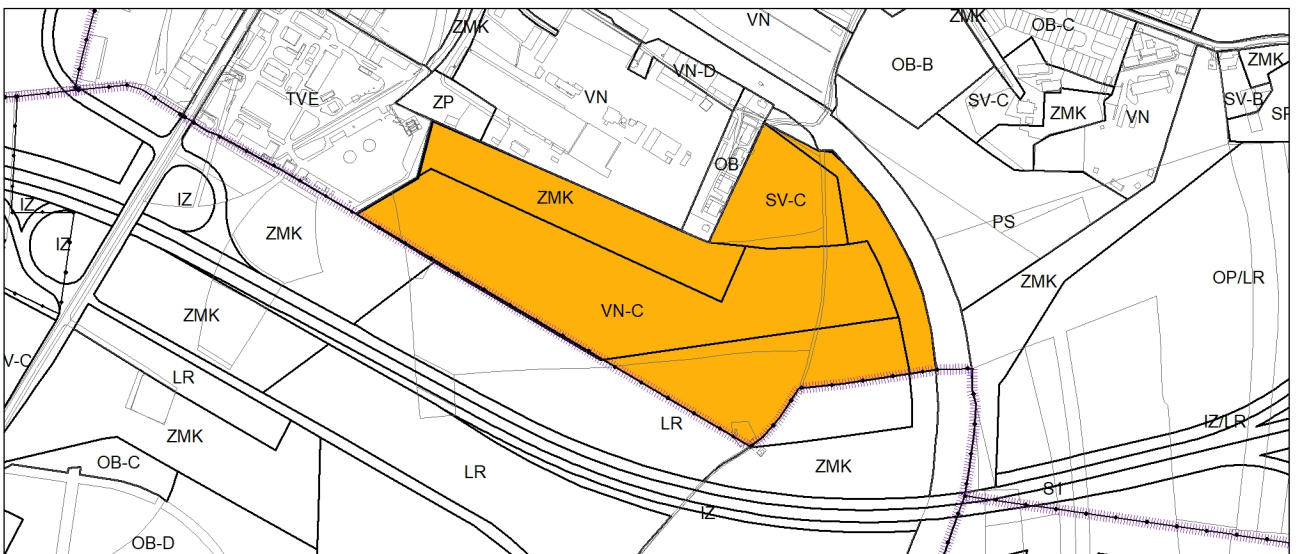 ZMK
VN
ZMK
OB-C
ZMK
VN-D
OB-B
VN
TVE
ZP
SV-C
ZMK
VN
SV-B
OB
IZ
IZ
ZMK
SV-C
PS
IZ
ZMK
ZMK
OP/LR
ZMK
VN-C
LR
LR
IZ/LR
ZMK
OB-C
LR
ZMK
S1
IZ
OB-D